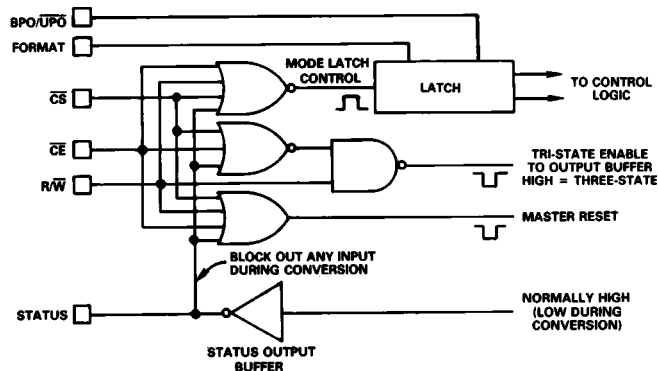 BPO/UPO
FORMAT
MODE LATCH
CONTROL
LATCH
TO CONTROL
LOGIC
CS
CE
R/W
TRI-STATE ENABLE
TO OUTPUT BUFFER
HIGH = THREE-STATE
MASTER RESET
BLOCK OUT ANY INPUT
DURING CONVERSION
STATUS
STATUS OUTPUT
BUFFER
NORMALLY HIGH
(LOW DURING
CONVERSION)